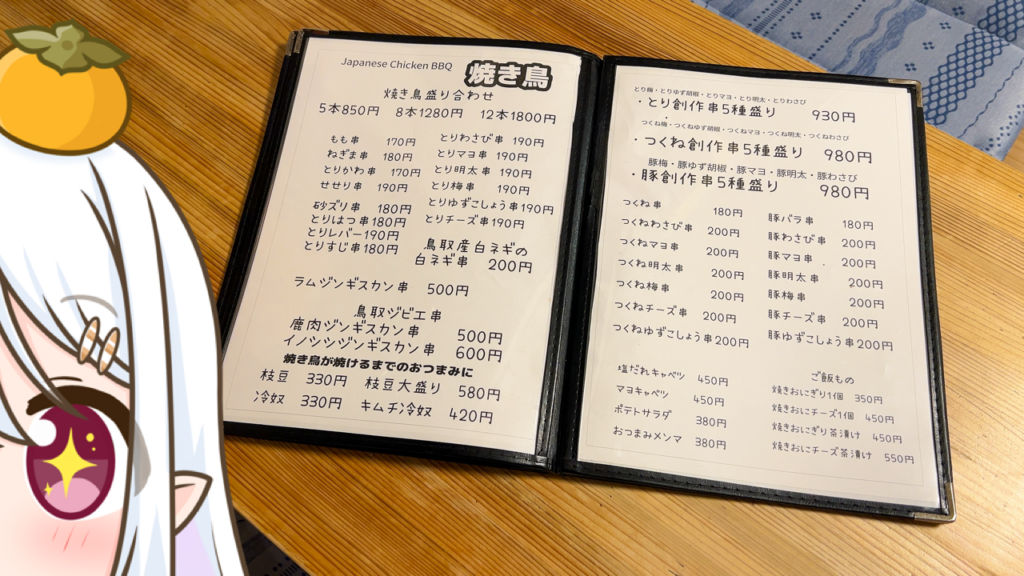 Japanese Chicken BBQ 焼き鳥
焼き鳥盛り合わせ
5本850円 8本1280円 12本1800円
もも串 170円
ねぎま串 180円
とりかわ串 170円
せせり串 190円
砂ズリ串 180円
とりはつ串180円
とりレバー190円
とりすじ串180円
とりわさび串 190円
とりマヨ串 190円
とり明太串 190円
とり梅串 190円
とりゆずこしょう串190円
とりチーズ串190円
鳥取産白ネギの
白ネギ串 200円
ラムジンギスカン串 500円
鳥取ジビエ串
鹿肉ジンギスカン串 500円
イノシシジンギスカン串 600円
焼き鳥が焼けるまでのおつまみに
枝豆 330円 枝豆大盛り 580円
冷奴 330円 キムチ冷奴 420円
とり梅・とりゆず胡椒・とりマヨ・とり明太・とりわさび
・とり創作串5種盛り 930円
つくね梅・つくねゆず胡椒・つくねマヨ・つくね明太・つくねわさび
・つくね創作串5種盛り 980円
豚梅・豚ゆず胡椒・豚マヨ・豚明太・豚わさび
・豚創作串5種盛り 980円
つくね串 180円
つくねわさび串 200円
つくねマヨ串 200円
つくね明太串 200円
つくね梅串 200円
つくねチーズ串 200円
つくねゆずこしょう串200円
豚バラ串 180円
豚わさび串 200円
豚マヨ串 200円
豚明太串 200円
豚梅串 200円
豚チーズ串 200円
豚ゆずこしょう串200円
塩だれキャベツ 450円
マヨキャベツ 450円
ポテトサラダ 380円
おつまみメンマ 380円
ご飯もの
焼きおにぎり1個 350円
焼きおにチーズ1個 450円
焼きおにぎり茶漬け 450円
焼きおにチーズ茶漬け 550円